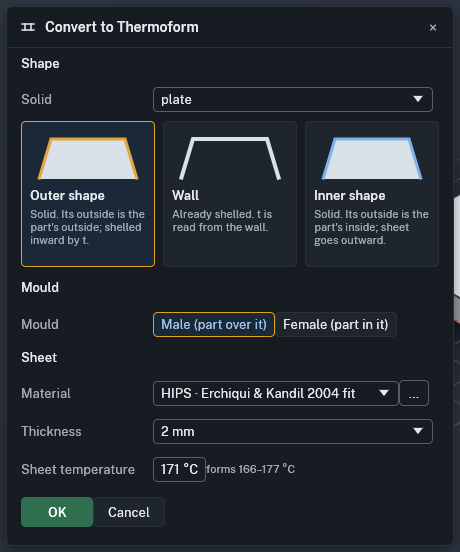 Convert to Thermoform ×
Shape
Solid plate
Outer shape
Solid. Its outside is the
part's outside; shelled
inward by t.
Wall
Already shelled. t is
read from the wall.
Inner shape
Solid. Its outside is the
part's inside; sheet
goes outward.
Mould
Mould Male (part over it) Female (part in it)
Sheet
Material HIPS · Erchiqui & Kandil 2004 fit ...
Thickness 2 mm
Sheet temperature 171 °C forms 166–177 °C
OK Cancel